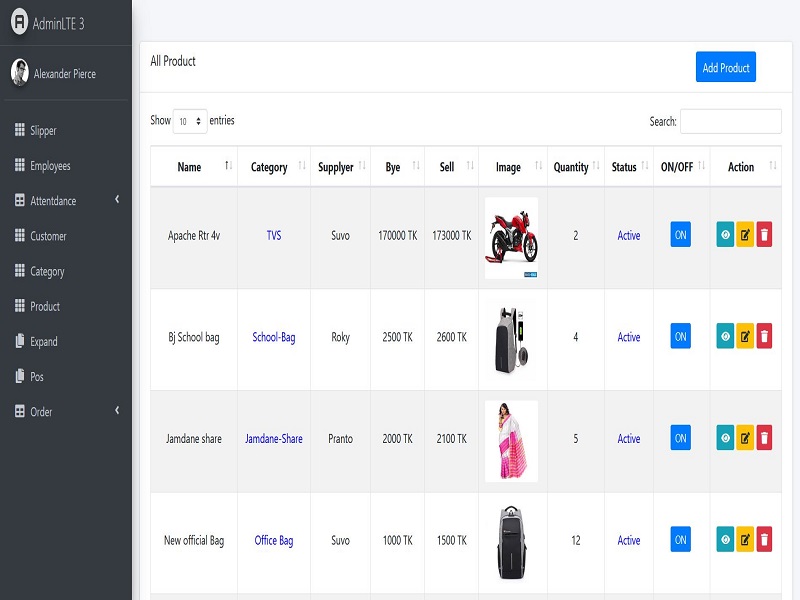 AdminLTE 3
Alexander Pierce
Slipper
Employees
Attentdance
Customer
Category
Product
Expand
Pos
Order
All Product
Add Product
Show 10 entries
Search:
Name Category Supplyer Bye Sell Image Quantity Status ON/OFF Action
Apache Rtr 4v TVS Suvo 170000 TK 173000 TK 2 Active ON
Bj School bag School-Bag Roky 2500 TK 2600 TK 4 Active ON
Jamdane share Jamdane-Share Pranto 2000 TK 2100 TK 5 Active ON
New official Bag Office Bag Suvo 1000 TK 1500 TK 12 Active ON